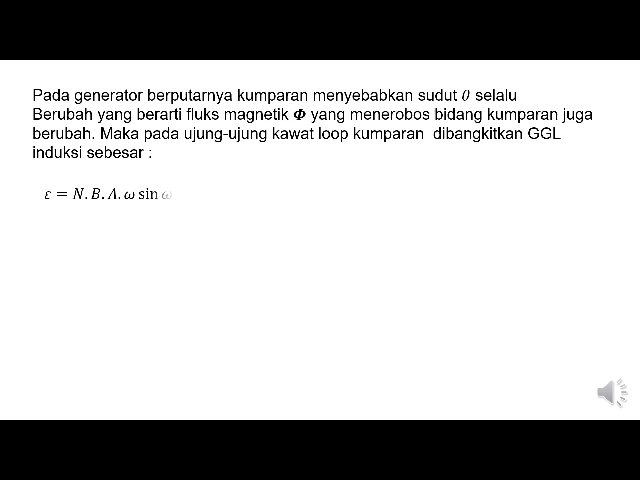 Pada generator berputarnya kumparan menyebabkan sudut θ selalu
Berubah yang berarti fluks magnetik Φ yang menerobos bidang kumparan juga
berubah. Maka pada ujung-ujung kawat loop kumparan dibangkitkan GGL
induksi sebesar :
ε = N. B. A. ω sin ω